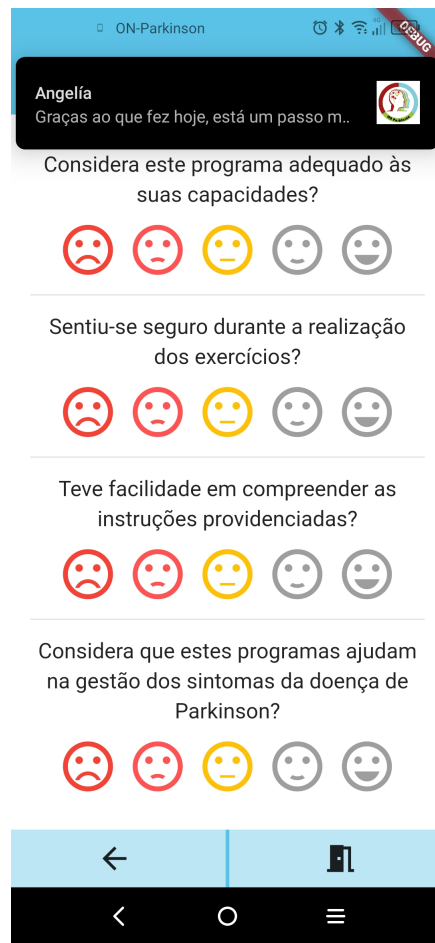 ON-Parkinson
DEBUG
Angelía
Graças ao que fez hoje, está um passo m..
Considera este programa adequado às
suas capacidades?
Sentiu-se seguro durante a realização
dos exercícios?
Teve facilidade em compreender as
instruções providenciadas?
Considera que estes programas ajudam
na gestão dos sintomas da doença de
Parkinson?